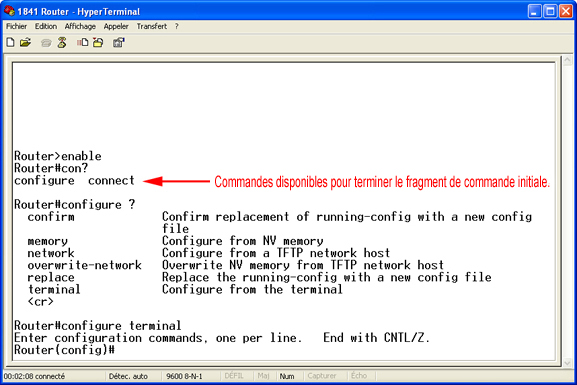 1841 Router - HyperTerminal
Fichier Edition Affichage Appeler Transfert ?
Router>enable
Router#con?
configure connect
Commandes disponibles pour terminer le fragment de commande initiale.
Router#configure ?
confirm Confirm replacement of running-config with a new config
file
memory Configure from NV memory
network Configure from a TFTP network host
overwrite-network Overwrite NV memory from TFTP network host
replace Replace the running-config with a new config file
terminal Configure from the terminal
<cr>
Router#configure terminal
Enter configuration commands, one per line. End with CNTL/Z.
Router(config)#
00:02:08 connecté Détec. auto 9600 8-N-1 DÉFIL Maj Num Capturer Écho